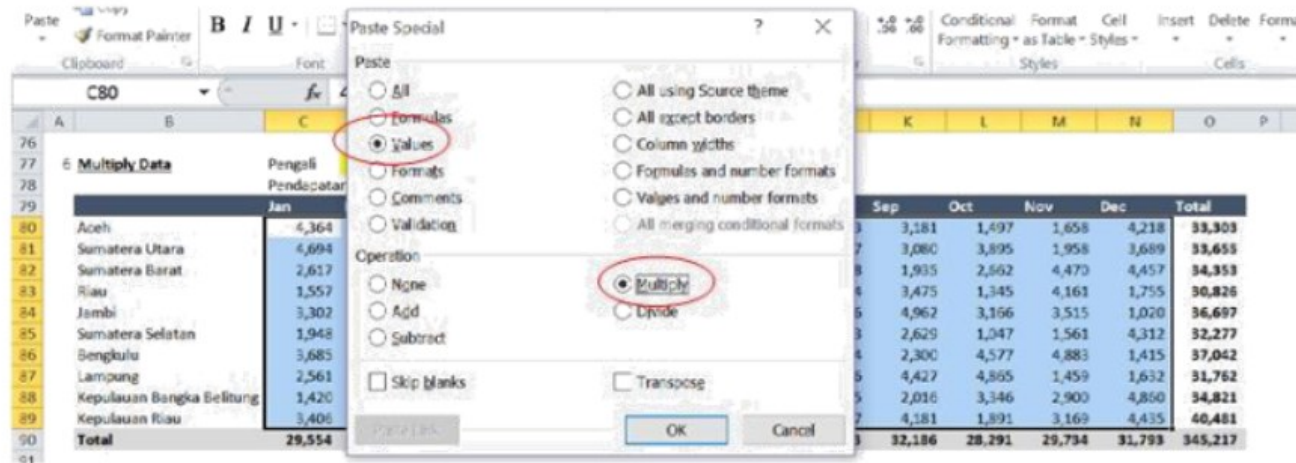 Paste
Format Painter
B I U
Conditional Format Cell Insert Delete
Formatting as Table Styles
Clipboard Font Styles Cells
C80 fx
Paste Special ? X
Paste
All
Formulas
Values
Formats
Comments
Validation
All using Source theme
All except borders
Column widths
Formulas and number formats
Values and number formats
All merging conditional formats
Operation
None
Add
Subtract
Multiply
Divide
Skip blanks
Transpose
Paste Link
OK Cancel
A B C K L M N O P
76
77 6 Multiply Data Pengali
78 Pendapatan
79 Jan Sep Oct Nov Dec Total
80 Aceh 4,364 3,181 1,497 1,658 4,218 33,303
81 Sumatera Utara 4,694 3,080 3,895 1,958 3,689 33,655
82 Sumatera Barat 2,617 1,935 2,662 4,470 4,457 34,353
83 Riau 1,557 3,475 1,345 4,161 1,755 30,826
84 Jambi 3,302 4,962 3,166 3,515 1,020 36,697
85 Sumatera Selatan 1,948 2,629 1,047 1,561 4,312 32,277
86 Bengkulu 3,685 2,300 4,577 4,883 1,415 37,042
87 Lampung 2,561 4,427 4,865 1,459 1,632 31,762
88 Kepulauan Bangka Belitung 1,420 2,016 3,346 2,900 4,860 34,821
89 Kepulauan Riau 3,406 4,181 1,891 3,169 4,435 40,481
90 Total 29,554 32,186 28,291 29,734 31,793 345,217
91